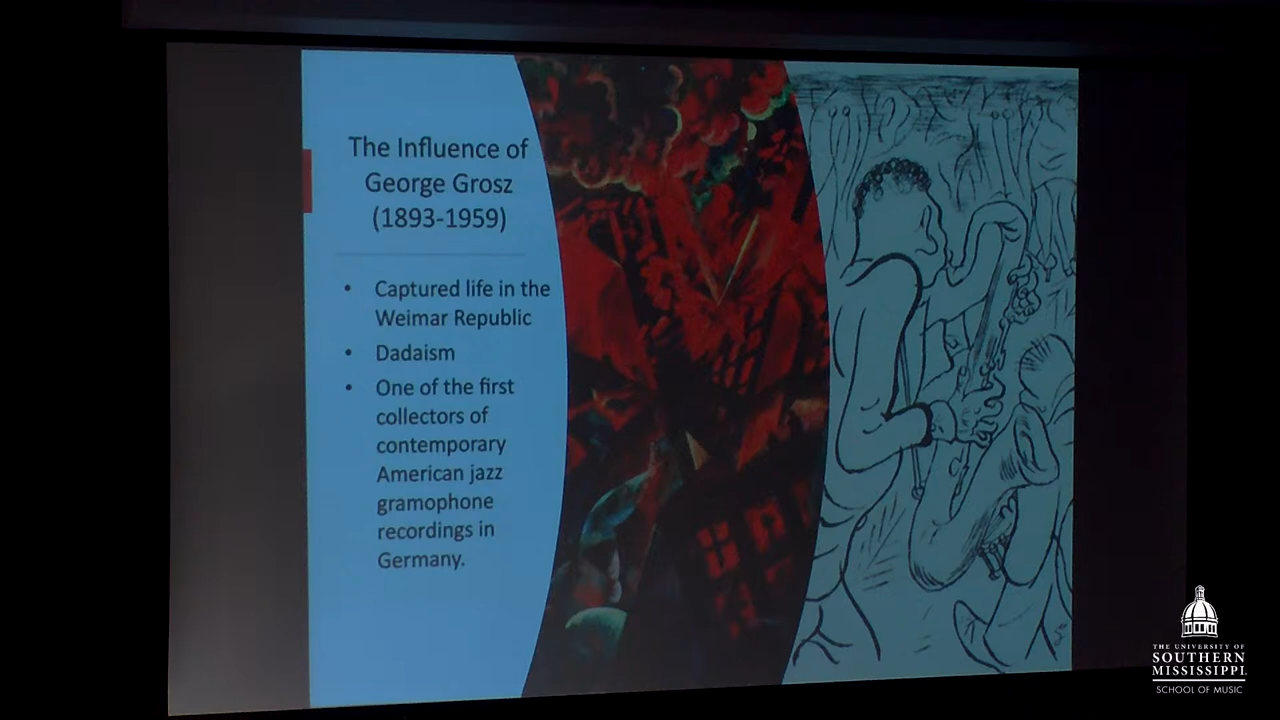 The Influence of
George Grosz
(1893-1959)
• Captured life in the
Weimar Republic
• Dadaism
• One of the first
collectors of
contemporary
American jazz
gramophone
recordings in
Germany.
THE UNIVERSITY OF
SOUTHERN
MISSISSIPPI.
SCHOOL OF MUSIC